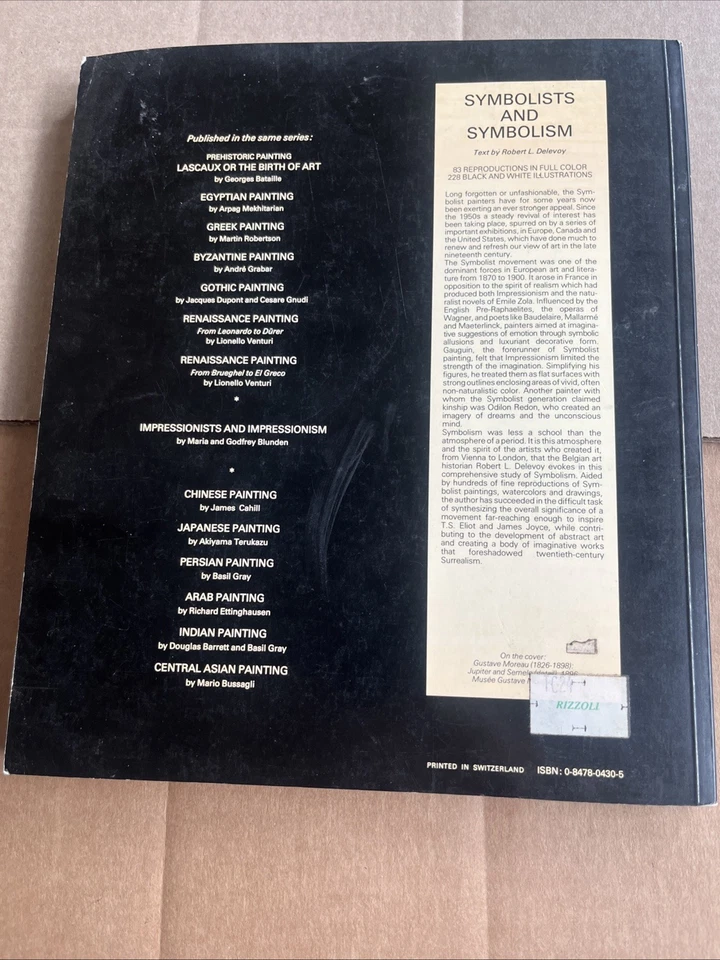 Published in the same series:
PREHISTORIC PAINTING
LASCAUX OR THE BIRTH OF ART
by Georges Bataille
EGYPTIAN PAINTING
by Arpag Mekhitarian
GREEK PAINTING
by Martin Robertson
BYZANTINE PAINTING
by André Grabar
GOTHIC PAINTING
by Jacques Dupont and Cesare Gnudi
RENAISSANCE PAINTING
From Leonardo to Dürer
by Lionello Venturi
RENAISSANCE PAINTING
From Brueghel to El Greco
by Lionello Venturi
*
IMPRESSIONISTS AND IMPRESSIONISM
by Maria and Godfrey Blunden
*
CHINESE PAINTING
by James Cahill
JAPANESE PAINTING
by Akiyama Terukazu
PERSIAN PAINTING
by Basil Gray
ARAB PAINTING
by Richard Ettinghausen
INDIAN PAINTING
by Douglas Barrett and Basil Gray
CENTRAL ASIAN PAINTING
by Mario Bussagli
SYMBOLISTS
AND
SYMBOLISM
Text by Robert L. Delevoy
83 REPRODUCTIONS IN FULL COLOR
228 BLACK AND WHITE ILLUSTRATIONS
Long forgotten or unfashionable, the Sym-
bolist painters have for some years now
been exerting an ever stronger appeal. Since
the 1950s a steady revival of interest has
been taking place, spurred on by a series of
important exhibitions, in Europe, Canada and
the United States, which have done much to
renew and refresh our view of art in the late
nineteenth century.
The Symbolist movement was one of the
dominant forces in European art and litera-
ture from 1870 to 1900. It arose in France in
opposition to the spirit of realism which had
produced both Impressionism and the natu-
ralist novels of Emile Zola. Influenced by the
English Pre-Raphaelites, the operas of
Wagner, and poets like Baudelaire, Mallarmé
and Maeterlinck, painters aimed at imagina-
tive suggestions of emotion through symbolic
allusions and luxuriant decorative form.
Gauguin, the forerunner of Symbolist
painting, felt that Impressionism limited the
strength of the imagination. Simplifying his
figures, he treated them as flat surfaces with
strong outlines enclosing areas of vivid, often
non-naturalistic color. Another painter with
whom the Symbolist generation claimed
kinship was Odilon Redon, who created an
imagery of dreams and the unconscious
mind.
Symbolism was less a school than the
atmosphere of a period. It is this atmosphere
and the spirit of the artists who created it,
from Vienna to London, that the Belgian art
historian Robert L. Delevoy evokes in this
comprehensive study of Symbolism. Aided
by hundreds of fine reproductions of Sym-
bolist paintings, watercolors and drawings,
the author has succeeded in the difficult task
of synthesizing the overall significance of a
movement far-reaching enough to inspire
T.S. Eliot and James Joyce, while contri-
buting to the development of abstract art
and creating a body of imaginative works
that foreshadowed twentieth-century
Surrealism.
On the cover:
Gustave Moreau (1826-1898):
Jupiter and Semele
Musée Gustave
RIZZOLI
PRINTED IN SWITZERLAND ISBN: 0-8478-0430-5